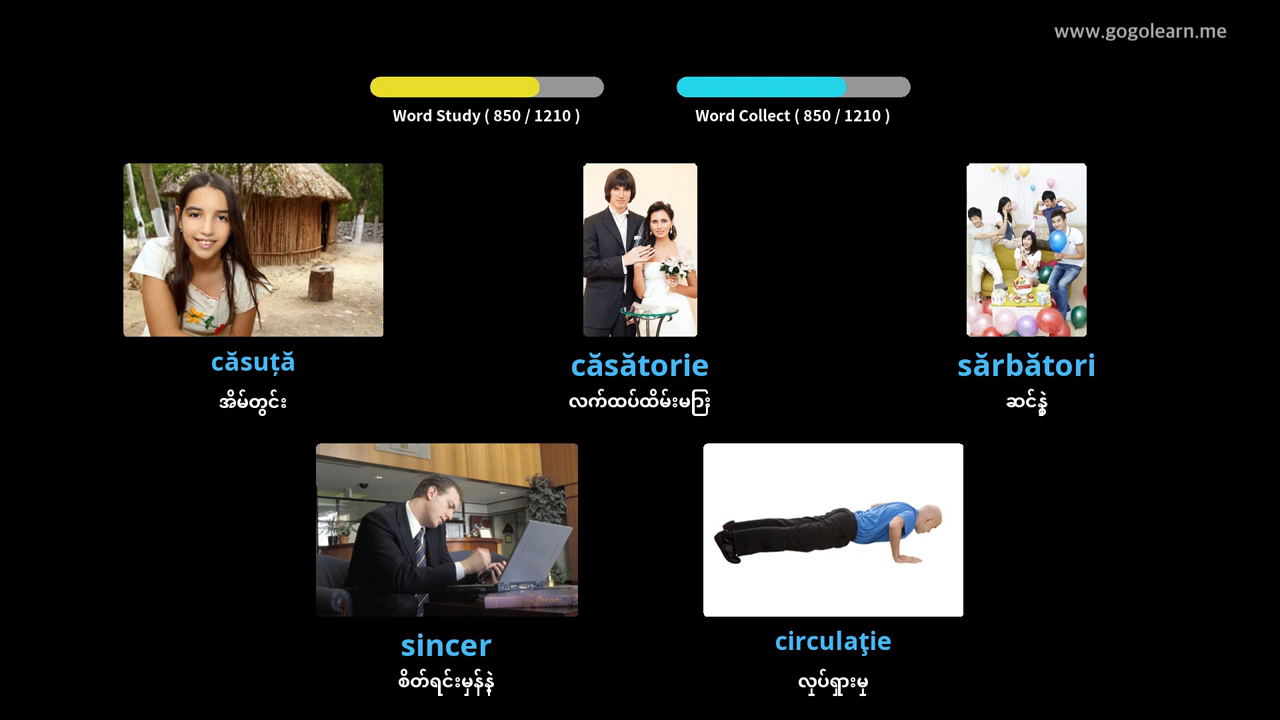 www.gogolearn.me
Word Study ( 850 / 1210 )
Word Collect ( 850 / 1210 )
căsuță
အိမ်တွင်း
căsătorie
လက်ထပ်ထိမ်းမြား
sărbători
ဆင်နွှဲ
sincer
စိတ်ရင်းမှန်နဲ့
circulaţie
လှုပ်ရှားမှု